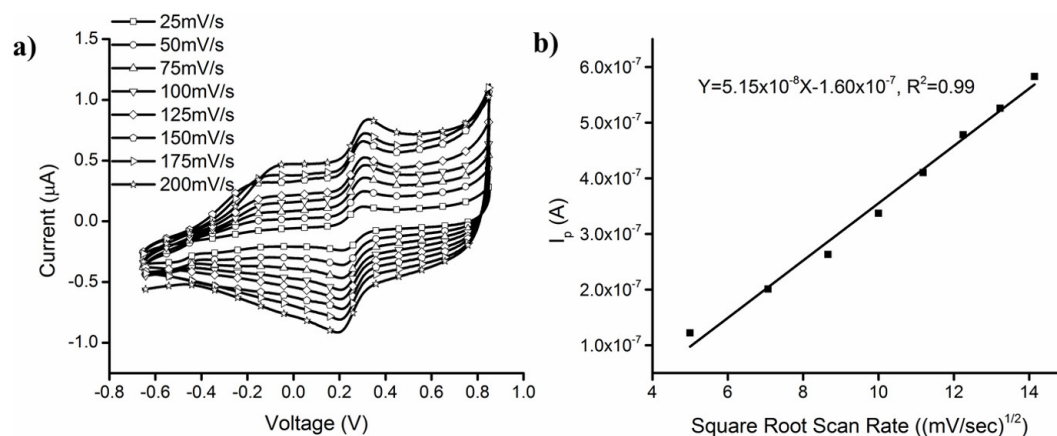 a)
25mV/s
50mV/s
75mV/s
100mV/s
125mV/s
150mV/s
175mV/s
200mV/s
1.5
1.0
0.5
0.0
-0.5
-1.0
Current (μA)
-0.8 -0.6 -0.4 -0.2 0.0 0.2 0.4 0.6 0.8 1.0
Voltage (V)
b)
Y=5.15x10⁻⁸X-1.60x10⁻⁷, R²=0.99
6.0x10⁻⁷
5.0x10⁻⁷
4.0x10⁻⁷
3.0x10⁻⁷
2.0x10⁻⁷
1.0x10⁻⁷
Iₚ (A)
4 6 8 10 12 14
Square Root Scan Rate ((mV/sec)¹/²)